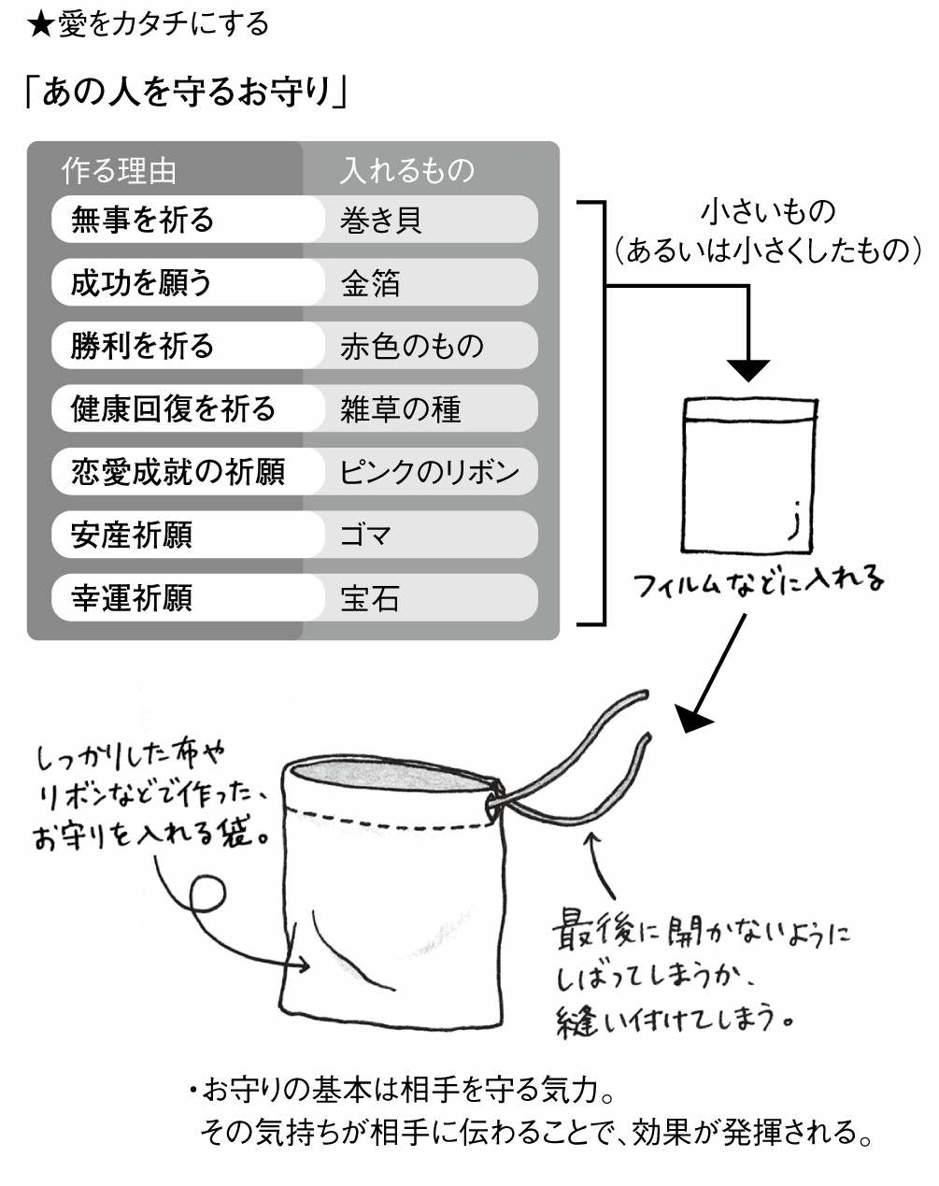 ★愛をカタチにする
「あの人を守るお守り」
作る理由 入れるもの
無事を祈る 巻き貝
成功を願う 金箔
勝利を祈る 赤色のもの
健康回復を祈る 雑草の種
恋愛成就の祈願 ピンクのリボン
安産祈願 ゴマ
幸運祈願 宝石
小さいもの
（あるいは小さくしたもの）
フィルムなどに入れる
しっかりした布や
リボンなどで作った、
お守りを入れる袋。
最後に開かないように
しばってしまうか、
縫い付けてしまう。
・お守りの基本は相手を守る気力。
その気持ちが相手に伝わることで、効果が発揮される。